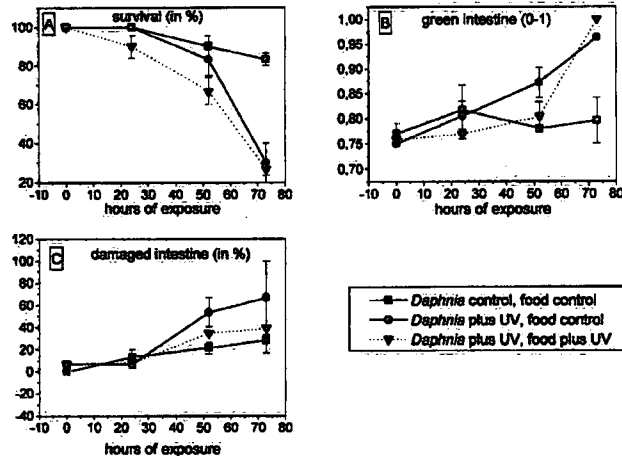 A
survival (in %)
100
80
60
40
20
-10 0 10 20 30 40 50 60 70 80
hours of exposure
B
green intestine (0-1)
1,00
0,95
0,90
0,85
0,80
0,75
-10 0 10 20 30 40 50 60 70 80
hours of exposure
C
damaged intestine (in %)
120
100
80
60
40
20
0
-20
-40
-10 0 10 20 30 40 50 60 70 80
hours of exposure
Daphnia control, food control
Daphnia plus UV, food control
Daphnia plus UV, food plus UV